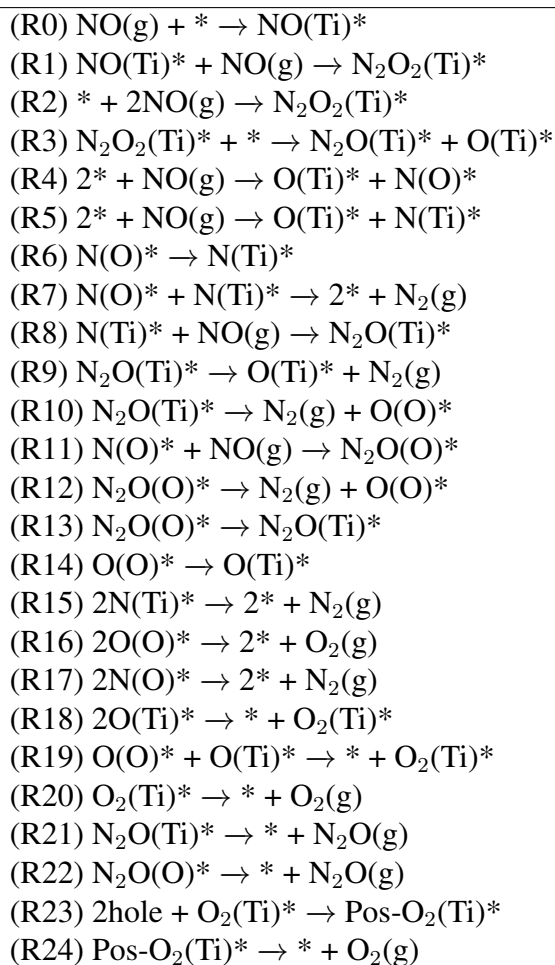 (R0) NO(g) + * → NO(Ti)*
(R1) NO(Ti)* + NO(g) → N₂O₂(Ti)*
(R2) * + 2NO(g) → N₂O₂(Ti)*
(R3) N₂O₂(Ti)* + * → N₂O(Ti)* + O(Ti)*
(R4) 2* + NO(g) → O(Ti)* + N(O)*
(R5) 2* + NO(g) → O(Ti)* + N(Ti)*
(R6) N(O)* → N(Ti)*
(R7) N(O)* + N(Ti)* → 2* + N₂(g)
(R8) N(Ti)* + NO(g) → N₂O(Ti)*
(R9) N₂O(Ti)* → O(Ti)* + N₂(g)
(R10) N₂O(Ti)* → N₂(g) + O(O)*
(R11) N(O)* + NO(g) → N₂O(O)*
(R12) N₂O(O)* → N₂(g) + O(O)*
(R13) N₂O(O)* → N₂O(Ti)*
(R14) O(O)* → O(Ti)*
(R15) 2N(Ti)* → 2* + N₂(g)
(R16) 2O(O)* → 2* + O₂(g)
(R17) 2N(O)* → 2* + N₂(g)
(R18) 2O(Ti)* → * + O₂(Ti)*
(R19) O(O)* + O(Ti)* → * + O₂(Ti)*
(R20) O₂(Ti)* → * + O₂(g)
(R21) N₂O(Ti)* → * + N₂O(g)
(R22) N₂O(O)* → * + N₂O(g)
(R23) 2hole + O₂(Ti)* → Pos-O₂(Ti)*
(R24) Pos-O₂(Ti)* → * + O₂(g)